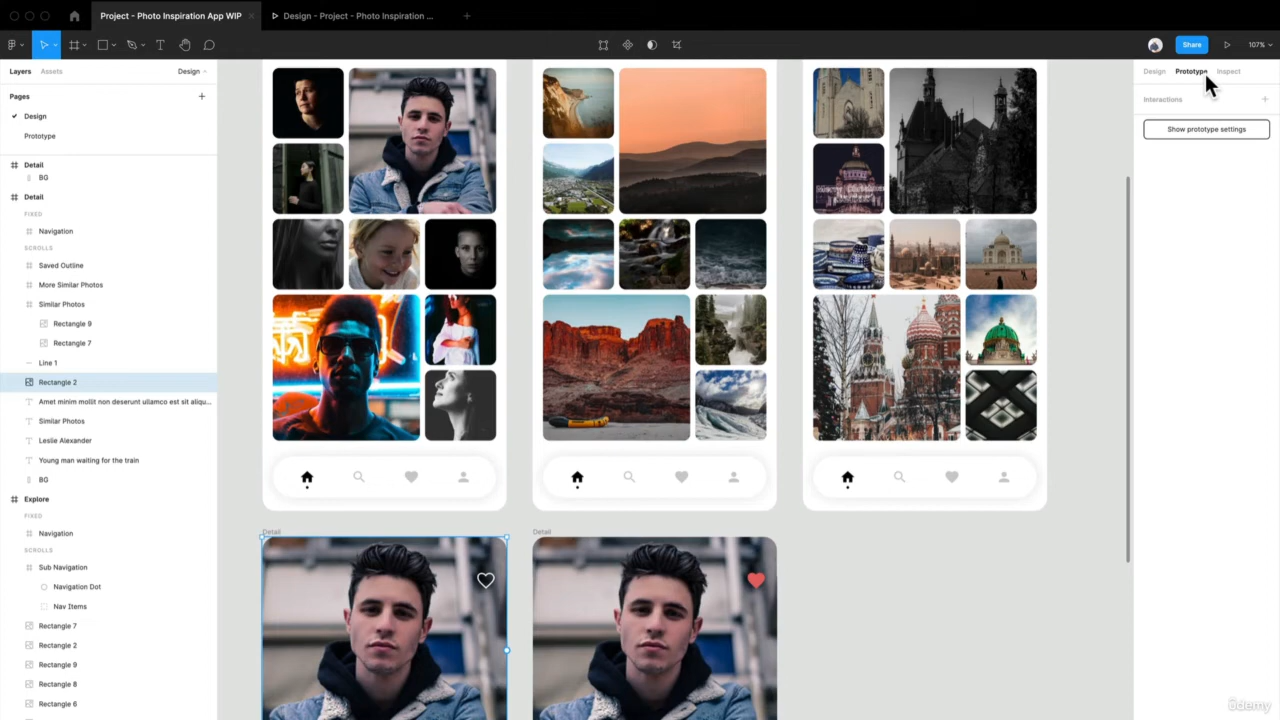 Project - Photo Inspiration App WIP
Design - Project - Photo Inspiration ...
Share
107%
Layers
Assets
Design
Pages
Design
Prototype
Detail
BG
Detail
FIXED
Navigation
SCROLLS
Saved Outline
More Similar Photos
Similar Photos
Rectangle 9
Rectangle 7
Line 1
Rectangle 2
Amet minim mollit non deserunt ullamco est sit aliqu...
Similar Photos
Leslie Alexander
Young man waiting for the train
BG
Explore
FIXED
Navigation
SCROLLS
Sub Navigation
Navigation Dot
Nav Items
Rectangle 7
Rectangle 2
Rectangle 9
Rectangle 8
Rectangle 6
Detail
Detail
Design
Prototype
Inspect
Interactions
Show prototype settings
ûdemy